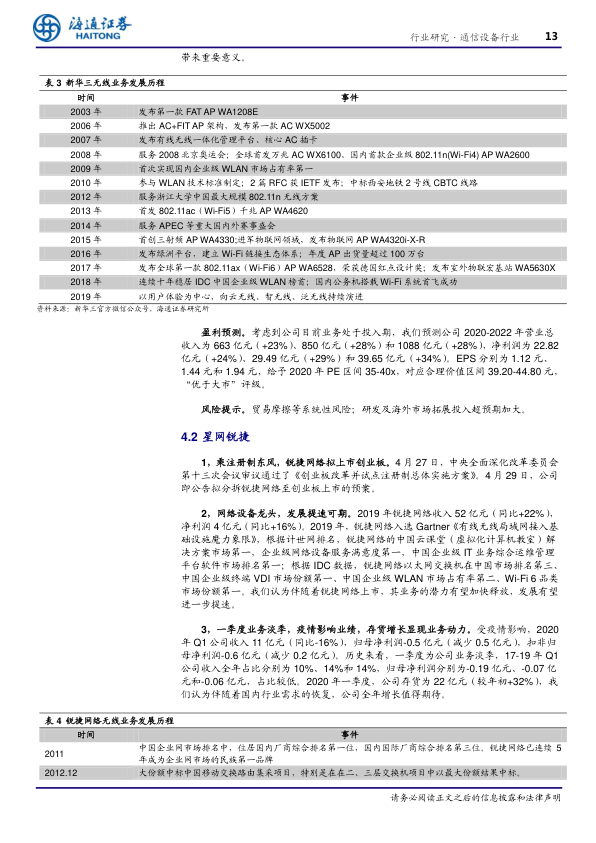 海通证券
HAITONG
行业研究·通信设备行业 13
带来重要意义。
表 3 新华三无线业务发展历程
时间 事件
2003 年 发布第一款 FAT AP WA1208E
2006 年 推出 AC+FIT AP 架构，发布第一款 AC WX5002
2007 年 发布有线无线一体化管理平台、核心 AC 插卡
2008 年 服务 2008 北京奥运会；全球首发万兆 AC WX6100、国内首款企业级 802.11n(Wi-Fi4) AP WA2600
2009 年 首次实现国内企业级 WLAN 市场占有率第一
2010 年 参与 WLAN 技术标准制定；2 篇 RFC 获 IETF 发布；中标西安地铁 2 号线 CBTC 线路
2012 年 服务浙江大学中国最大规模 802.11n 无线方案
2013 年 首发 802.11ac（Wi-Fi5）千兆 AP WA4620
2014 年 服务 APEC 等重大国内外赛事盛会
2015 年 首创三射频 AP WA4330;进军物联网领域，发布物联网 AP WA4320i-X-R
2016 年 发布绿洲平台，建立 Wi-Fi 链接生态体系；年度 AP 出货量超过 100 万台
2017 年 发布全球第一款 802.11ax（Wi-Fi6）AP WA6528，荣获德国红点设计奖；发布室外物联宏基站 WA5630X
2018 年 连续十年稳居 IDC 中国企业级 WLAN 榜首；国内公务机搭载 Wi-Fi 系统首飞成功
2019 年 以用户体验为中心，向云无线、智无线、泛无线持续演进
资料来源：新华三官方微信公众号，海通证券研究所
盈利预测。考虑到公司目前业务处于投入期，我们预测公司 2020-2022 年营业总
收入为 663 亿元（+23%）、850 亿元（+28%）和 1088 亿元（+28%），净利润为 22.82
亿元（+24%）、29.49 亿元（+29%）和 39.65 亿元（+34%）。EPS 分别为 1.12 元、
1.44 元和 1.94 元，给予 2020 年 PE 区间 35-40x，对应合理价值区间 39.20-44.80 元，
“优于大市”评级。
风险提示。贸易摩擦等系统性风险；研发及海外市场拓展投入超预期加大。
4.2 星网锐捷
1，乘注册制东风，锐捷网络拟上市创业板。4 月 27 日，中央全面深化改革委员会
第十三次会议审议通过了《创业板改革并试点注册制总体实施方案》。4 月 29 日，公司
即公告拟分拆锐捷网络至创业板上市的预案。
2，网络设备龙头，发展提速可期。2019 年锐捷网络收入 52 亿元（同比+22%），
净利润 4 亿元（同比+16%）。2019 年，锐捷网络入选 Gartner《有线无线局域网接入基
础设施魔力象限》。根据计世网排名，锐捷网络的中国云课堂（虚拟化计算机教室）解
决方案市场第一，企业级网络设备服务满意度第一，中国企业级 IT 业务综合运维管理
平台软件市场排名第一；根据 IDC 数据，锐捷网络以太网交换机在中国市场排名第三、
中国企业级终端 VDI 市场份额第一、中国企业级 WLAN 市场占有率第二、Wi-Fi 6 品类
市场份额第一。我们认为伴随着锐捷网络上市，其业务的潜力有望加快释放，发展有望
进一步提速。
3，一季度业务淡季，疫情影响业绩，存货增长显现业务动力。受疫情影响，2020
年 Q1 公司收入 11 亿元（同比-16%），归母净利润-0.5 亿元（减少 0.5 亿元），扣非归
母净利润-0.6 亿元（减少 0.2 亿元）。历史来看，一季度为公司业务淡季，17-19 年 Q1
公司收入全年占比分别为 10%、14%和 14%，归母净利润分别为-0.19 亿元、-0.07 亿
元和-0.06 亿元，占比较低。2020 年一季度，公司存货为 22 亿元（较年初+32%），我
们认为伴随着国内行业需求的恢复，公司全年增长值得期待。
表 4 锐捷网络无线业务发展历程
时间 事件
2011 中国企业网市场排名中，位居国内厂商综合排名第一位，国内国际厂商综合排名第三位。锐捷网络已连续 5
年成为企业网市场的民族第一品牌
2012.12 大份额中标中国移动交换路由集采项目，特别是在在二、三层交换机项目中以最大份额结果中标。
请务必阅读正文之后的信息披露和法律声明